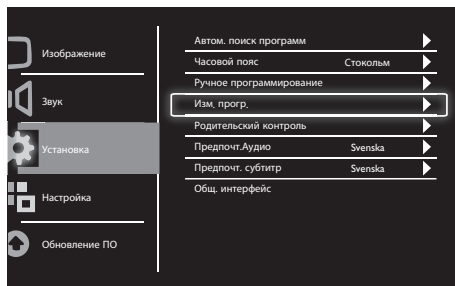 Изображение
Звук
Установка
Настройка
Обновление ПО
Автом. поиск программ
Часовой пояс Стокольм
Ручное программирование
Изм. прогр.
Родительский контроль
Предпочт.Аудио Svenska
Предпочт. субтитр Svenska
Общ. интерфейс